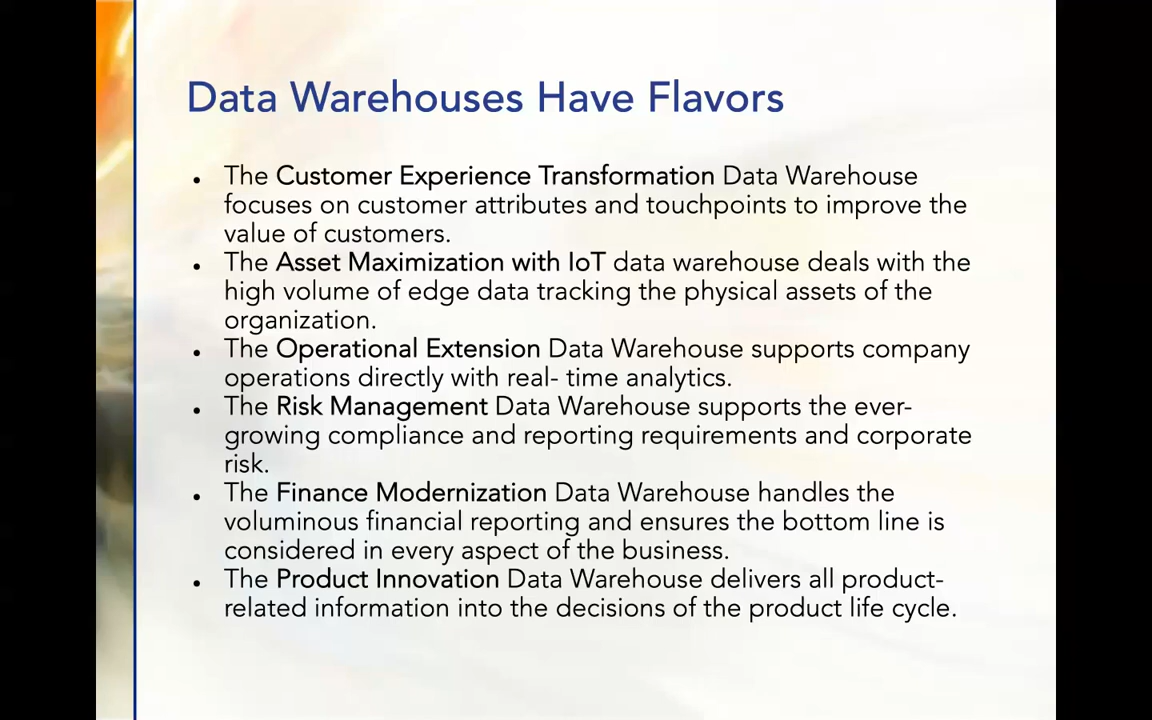 Data Warehouses Have Flavors
• The Customer Experience Transformation Data Warehouse
focuses on customer attributes and touchpoints to improve the
value of customers.
• The Asset Maximization with IoT data warehouse deals with the
high volume of edge data tracking the physical assets of the
organization.
• The Operational Extension Data Warehouse supports company
operations directly with real- time analytics.
• The Risk Management Data Warehouse supports the ever-
growing compliance and reporting requirements and corporate
risk.
• The Finance Modernization Data Warehouse handles the
voluminous financial reporting and ensures the bottom line is
considered in every aspect of the business.
• The Product Innovation Data Warehouse delivers all product-
related information into the decisions of the product life cycle.